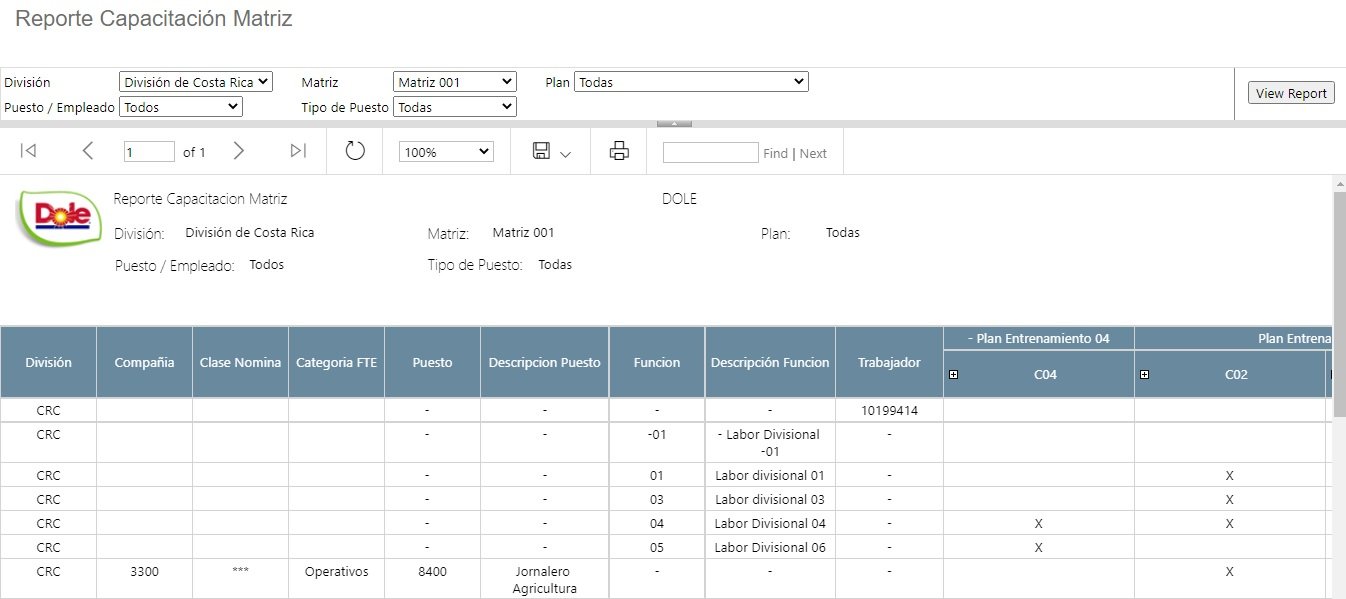 Reporte Capacitación Matriz
División División de Costa Rica Matriz Matriz 001 Plan Todas
View Report
Puesto / Empleado Todos Tipo de Puesto Todas
1 of 1 100% Find | Next
Dole
Reporte Capacitacion Matriz DOLE
División: División de Costa Rica Matriz: Matriz 001 Plan: Todas
Puesto / Empleado: Todos Tipo de Puesto: Todas
- Plan Entrenamiento 04 Plan Entrena
División Compañia Clase Nomina Categoria FTE Puesto Descripcion Puesto Funcion Descripción Funcion Trabajador
C04 C02
CRC - - - - 10199414
CRC - - -01 - Labor Divisional -
-01
CRC - - 01 Labor divisional 01 - X
CRC - - 03 Labor divisional 03 - X
CRC - - 04 Labor Divisional 04 - X X
CRC - - 05 Labor Divisional 06 - X
CRC 3300 *** Operativos 8400 Jornalero - - - X
Agricultura